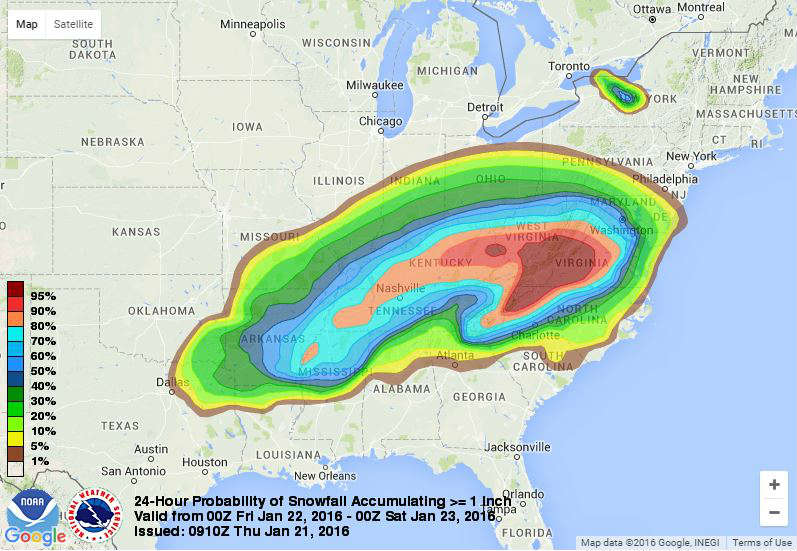 Map Satellite
Ottawa
Montreal
Minneapolis
SOUTH
DAKOTA
WISCONSIN
MICHIGAN
Toronto
VERMONT
NEW
HAMPSHIRE
YORK
MASSACHUSETTS
Milwaukee
Detroit
Chicago
CT
RI
IOWA
NEBRASKA
New York
PENNSYLVANIA
Philadelphia
NJ
ILLINOIS
INDIANA
OHIO
MARYLAND
DE
Washington
WEST
VIRGINIA
KANSAS
MISSOURI
KENTUCKY
VIRGINIA
Nashville
TENNESSEE
NORTH
CAROLINA
Charlotte
OKLAHOMA
ARKANSAS
Atlanta
SOUTH
CAROLINA
MISSISSIPPI
Dallas
ALABAMA
GEORGIA
TEXAS
LOUISIANA
Jacksonville
Austin
Houston
San Antonio
New Orleans
Orlando
Tampa
FLORIDA
95%
90%
80%
70%
60%
50%
40%
30%
20%
10%
5%
1%
NOAA
NATIONAL WEATHER SERVICE
24-Hour Probability of Snowfall Accumulating >= 1 Inch
Valid from 00Z Fri Jan 22, 2016 - 00Z Sat Jan 23, 2016
Issued: 0910Z Thu Jan 21, 2016
Google
+
−
Map data ©2016 Google, INEGI Terms of Use